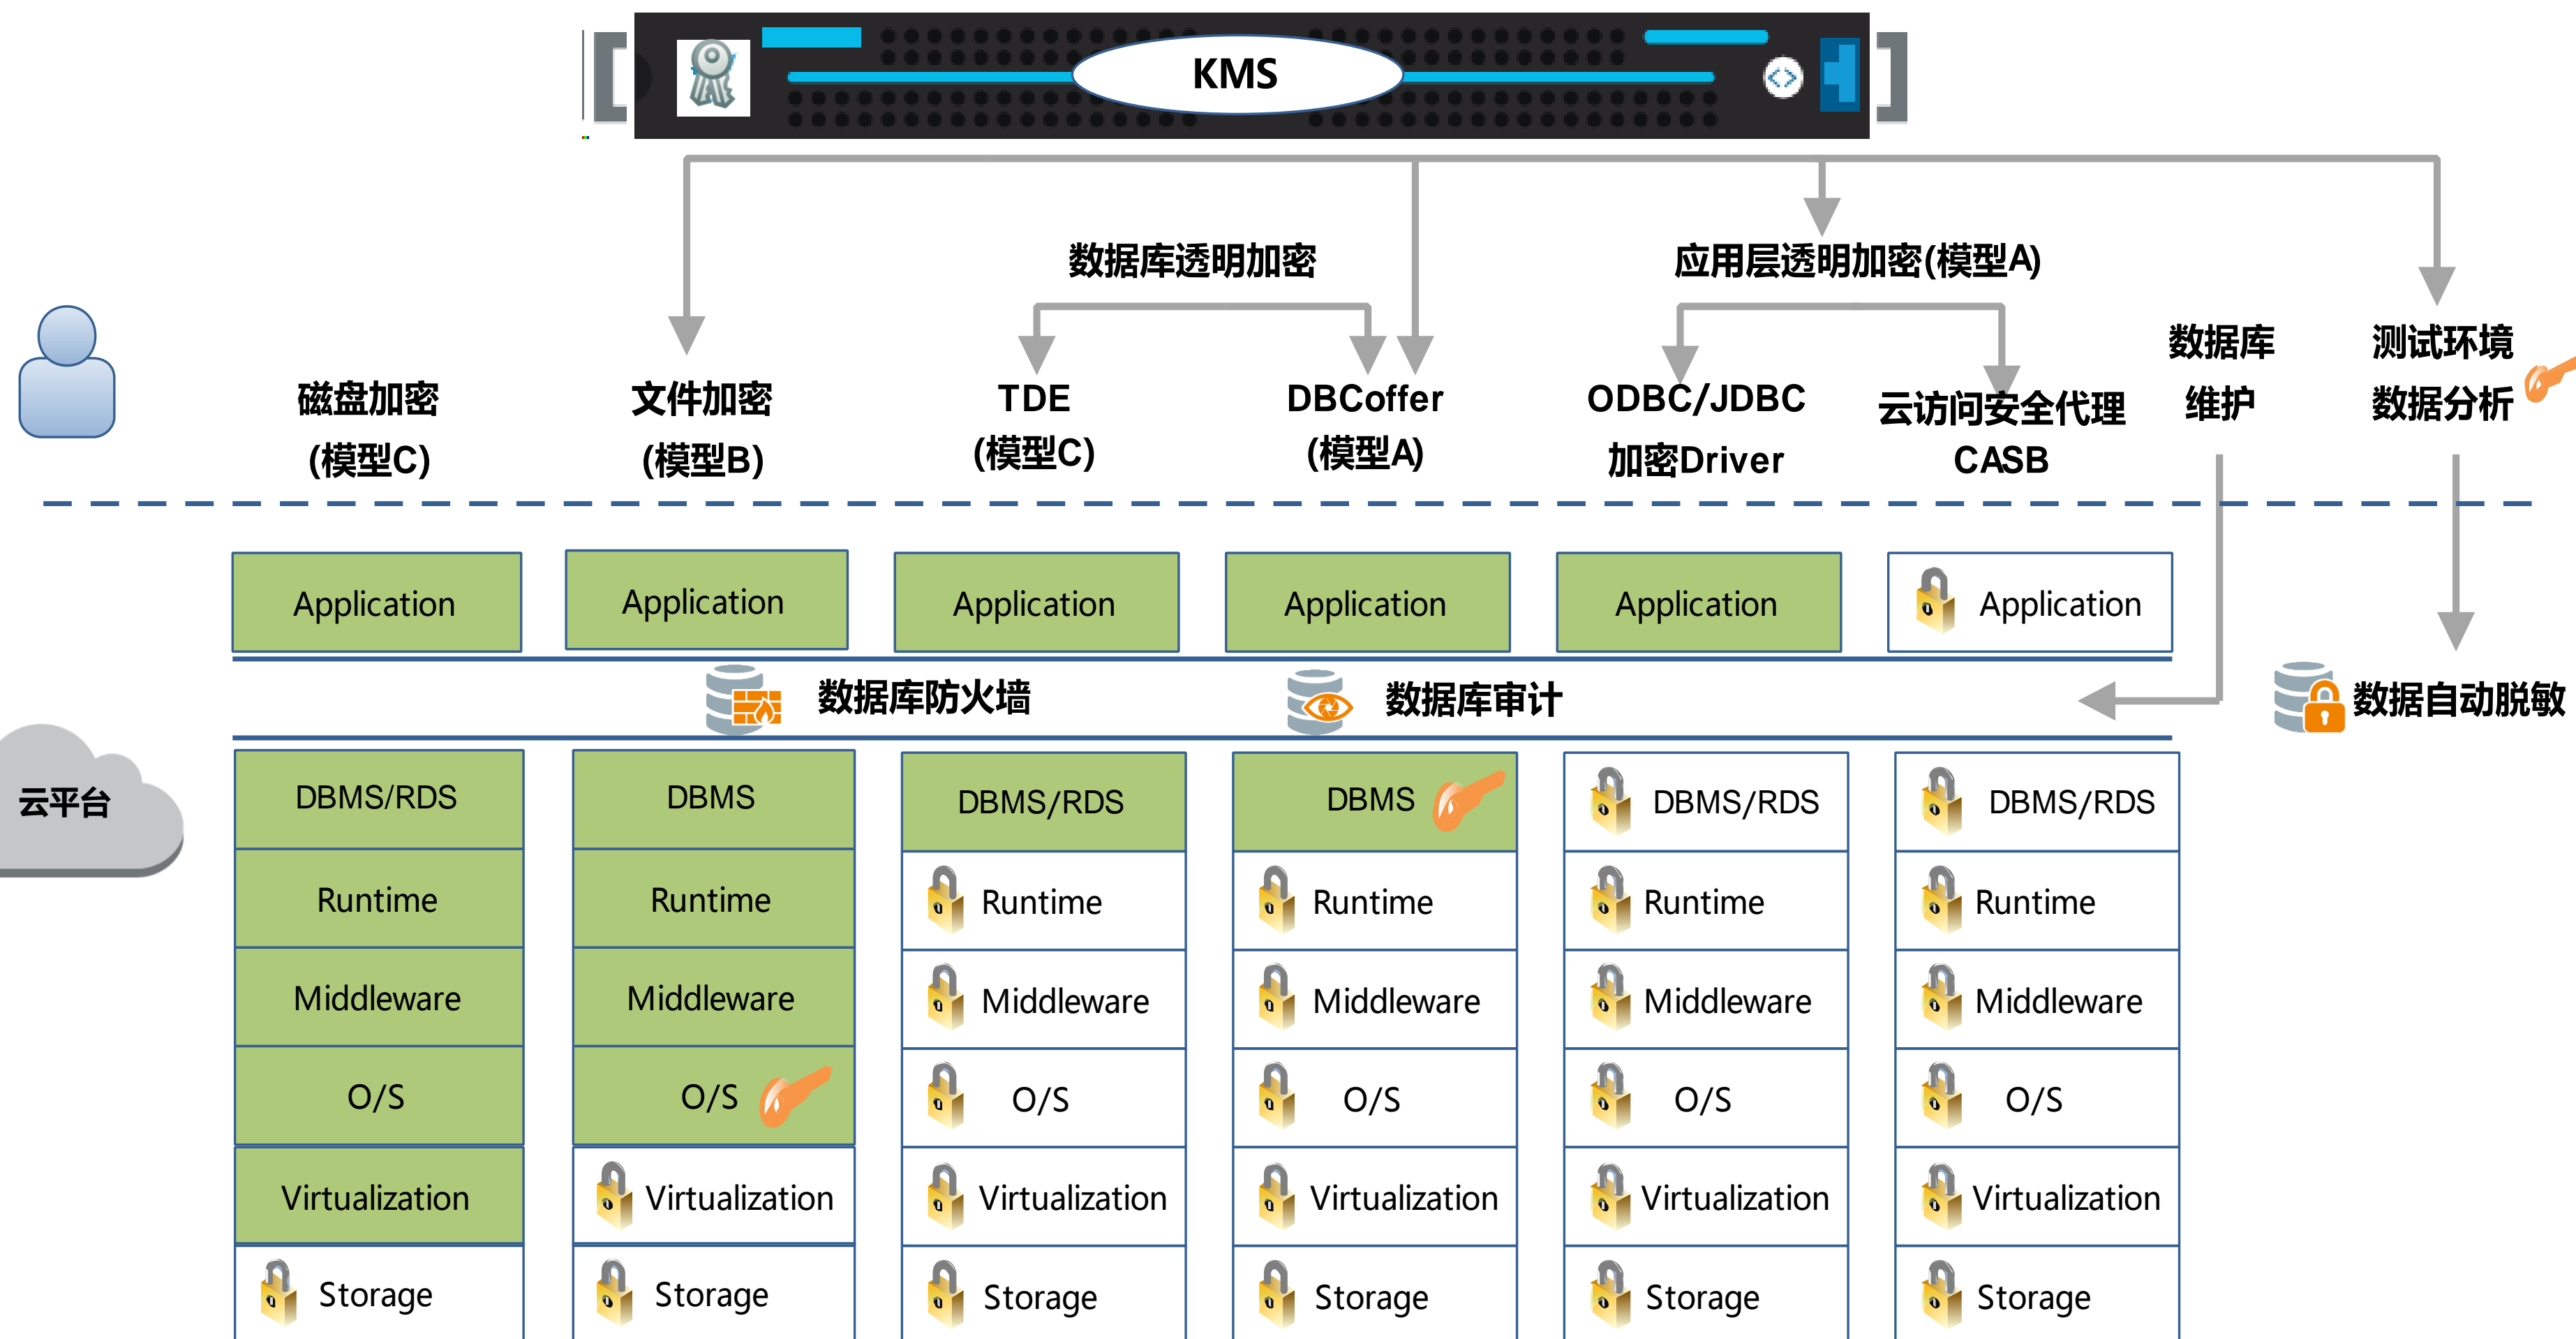 KMS
数据库透明加密
应用层透明加密(模型A)
磁盘加密
(模型C)
文件加密
(模型B)
TDE
(模型C)
DBCoffer
(模型A)
ODBC/JDBC
加密Driver
云访问安全代理
CASB
数据库
维护
测试环境
数据分析
Application
Application
Application
Application
Application
Application
数据库防火墙
数据库审计
数据自动脱敏
云平台
DBMS/RDS
DBMS
DBMS/RDS
DBMS
DBMS/RDS
DBMS/RDS
Runtime
Runtime
Runtime
Runtime
Runtime
Runtime
Middleware
Middleware
Middleware
Middleware
Middleware
Middleware
O/S
O/S
O/S
O/S
O/S
O/S
Virtualization
Virtualization
Virtualization
Virtualization
Virtualization
Virtualization
Storage
Storage
Storage
Storage
Storage
Storage